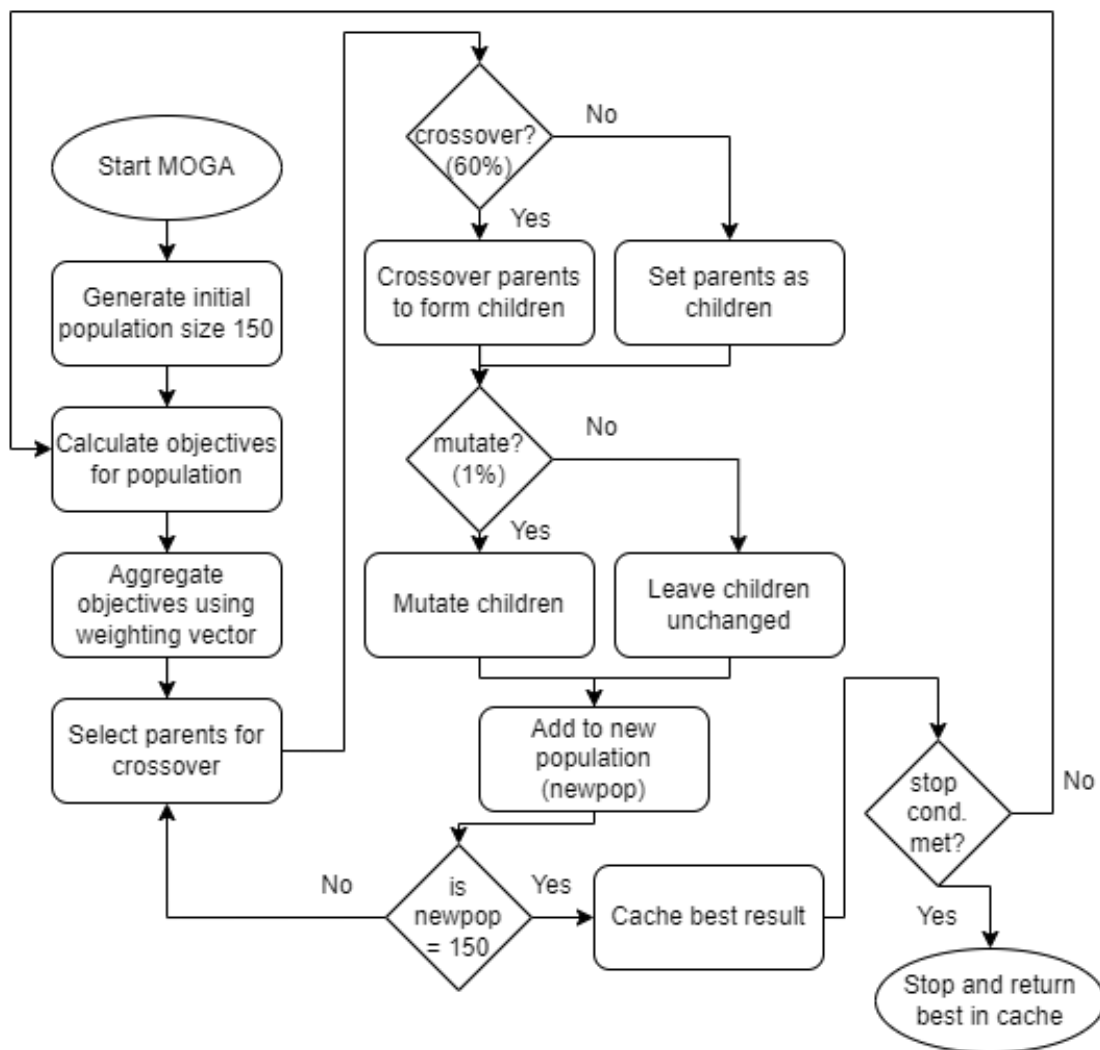 Start MOGA
Generate initial
population size 150
Calculate objectives
for population
Aggregate
objectives using
weighting vector
Select parents for
crossover
crossover?
(60%)
No
Yes
Crossover parents
to form children
Set parents as
children
mutate?
(1%)
No
Yes
Mutate children
Leave children
unchanged
Add to new
population
(newpop)
is
newpop
= 150
No
Yes
Cache best result
stop
cond.
met?
No
Yes
Stop and return
best in cache